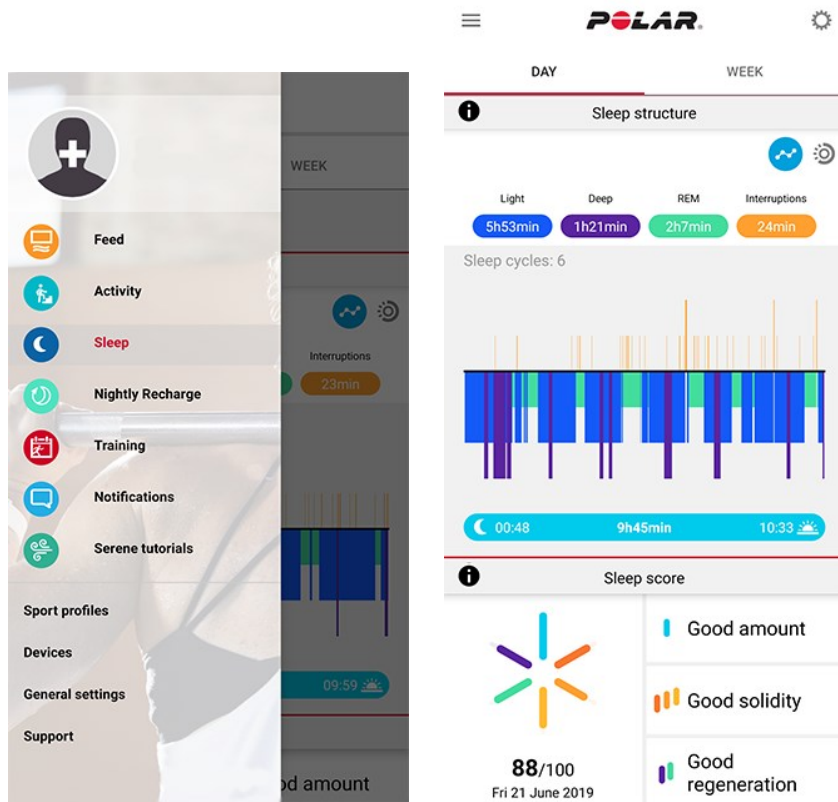 WEEK
Feed
Activity
Sleep
Interruptions
Nightly Recharge
23min
Training
Notifications
Serene tutorials
Sport profiles
Devices
General settings
09:59
Support
od amount
POLAR.
DAY WEEK
Sleep structure
Light Deep REM Interruptions
5h53min 1h21min 2h7min 24min
Sleep cycles: 6
00:48 9h45min 10:33
Sleep score
Good amount
Good solidity
88/100
Fri 21 June 2019
Good
regeneration